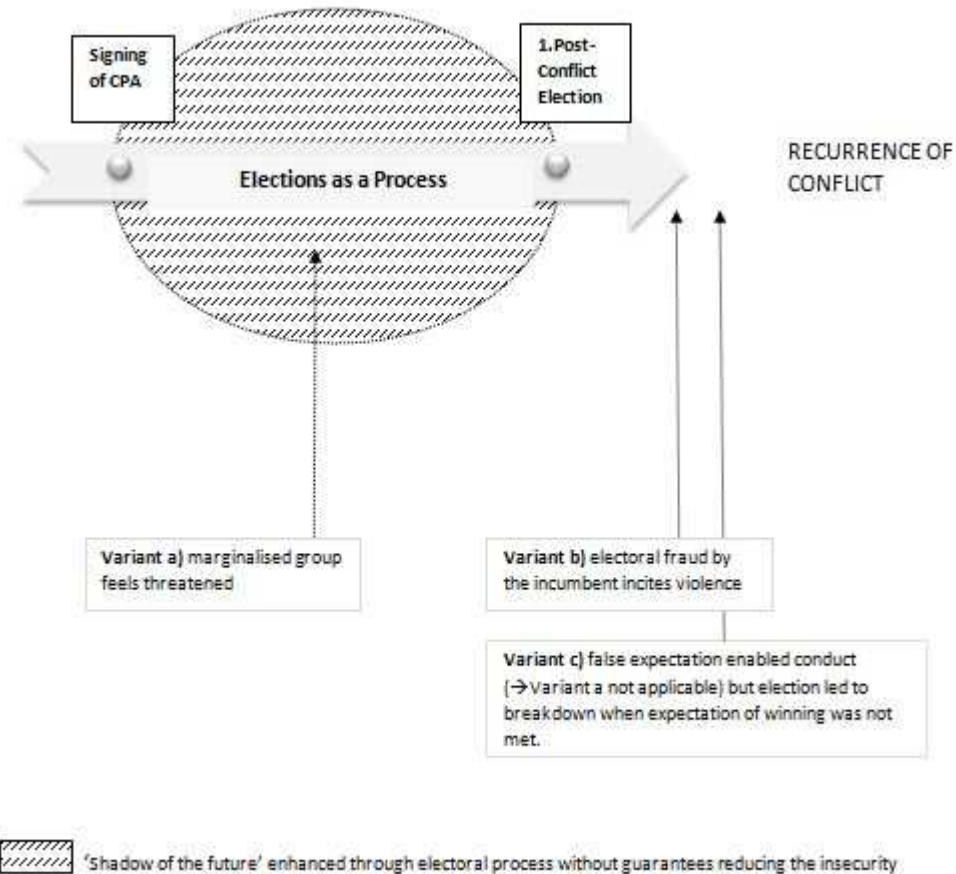 Signing
of CPA
1.Post-
Conflict
Election
Elections as a Process
RECURRENCE OF
CONFLICT
Variant a) marginalised group
feels threatened
Variant b) electoral fraud by
the incumbent incites violence
Variant c) false expectation enabled conduct
(→Variant a not applicable) but election led to
breakdown when expectation of winning was not
met.
‘Shadow of the future’ enhanced through electoral process without guarantees reducing the insecurity